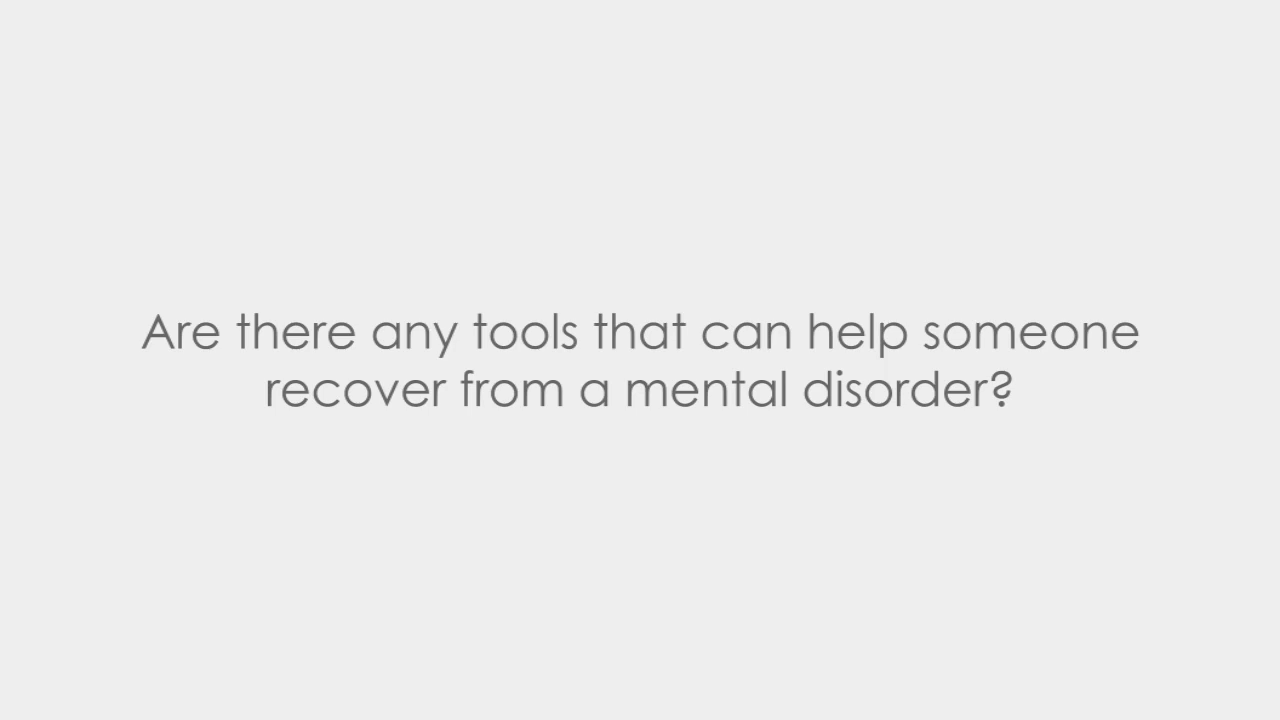 Are there any tools that can help someone
recover from a mental disorder?